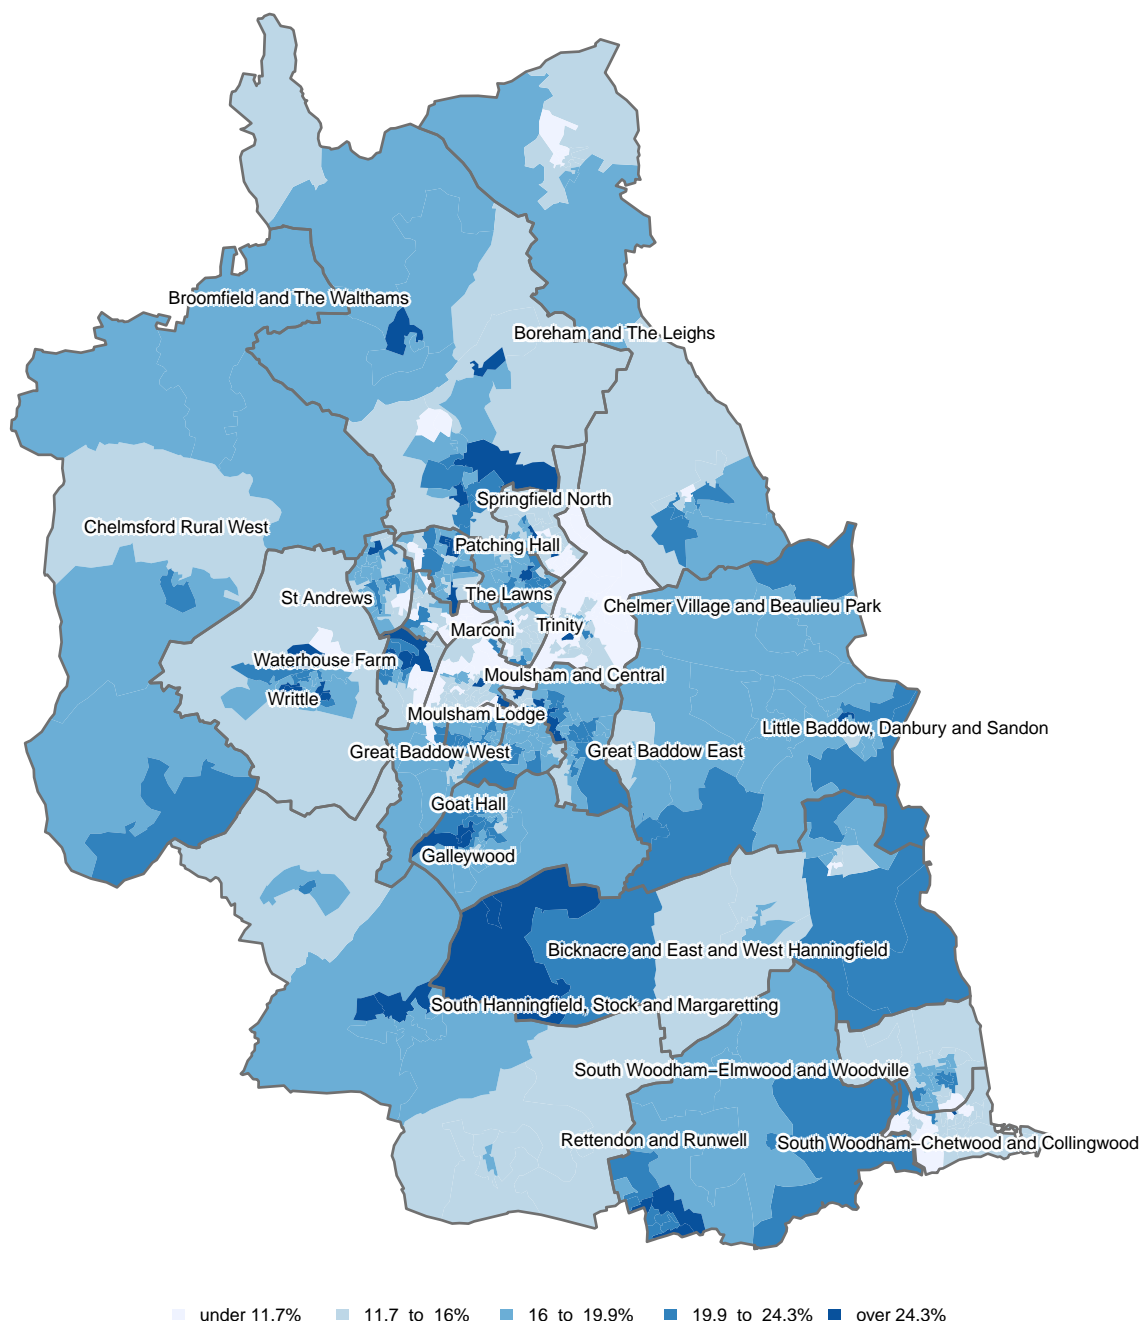 Broomfield and The Walthams
Boreham and The Leighs
Springfield North
Chelmsford Rural West
Patching Hall
St Andrews
The Lawns
Chelmer Village and Beaulieu Park
Marconi
Trinity
Waterhouse Farm
Moulsham and Central
Writtle
Moulsham Lodge
Little Baddow, Danbury and Sandon
Great Baddow West
Great Baddow East
Goat Hall
Galleywood
Bicknacre and East and West Hanningfield
South Hanningfield, Stock and Margaretting
South Woodham−Elmwood and Woodville
Rettendon and Runwell
South Woodham−Chetwood and Collingwood
under 11.7% 11.7 to 16% 16 to 19.9% 19.9 to 24.3% over 24.3%